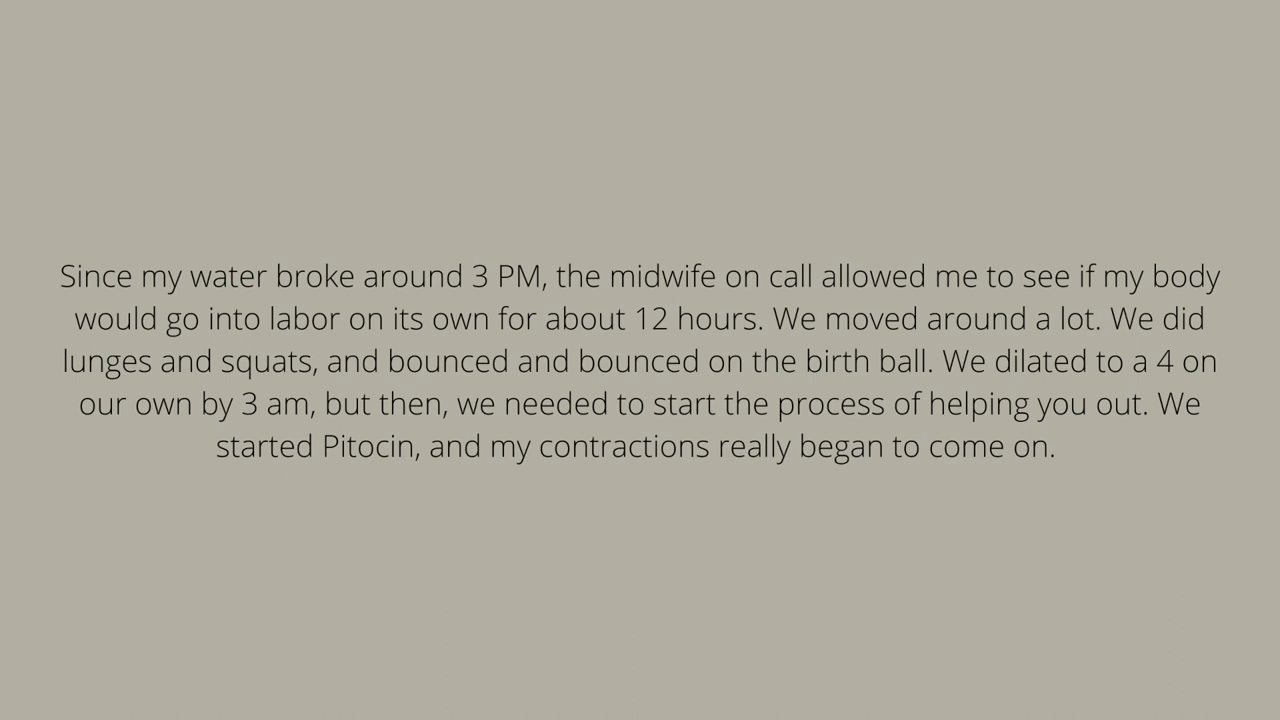 Since my water broke around 3 PM, the midwife on call allowed me to see if my body
would go into labor on its own for about 12 hours. We moved around a lot. We did
lunges and squats, and bounced and bounced on the birth ball. We dilated to a 4 on
our own by 3 am, but then, we needed to start the process of helping you out. We
started Pitocin, and my contractions really began to come on.